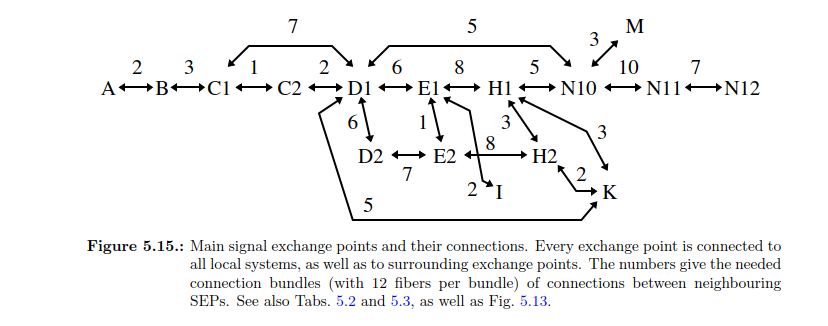 7 5 3 M
2 3 1 2 6 8 5 10 7
A B C1 C2 D1 E1 H1 N10 N11 N12
6 1 3 3
8
D2 E2 H2
7 2
2 I K
5
Figure 5.15.: Main signal exchange points and their connections. Every exchange point is connected to
all local systems, as well as to surrounding exchange points. The numbers give the needed
connection bundles (with 12 fibers per bundle) of connections between neighbouring
SEPs. See also Tabs. 5.2 and 5.3, as well as Fig. 5.13.